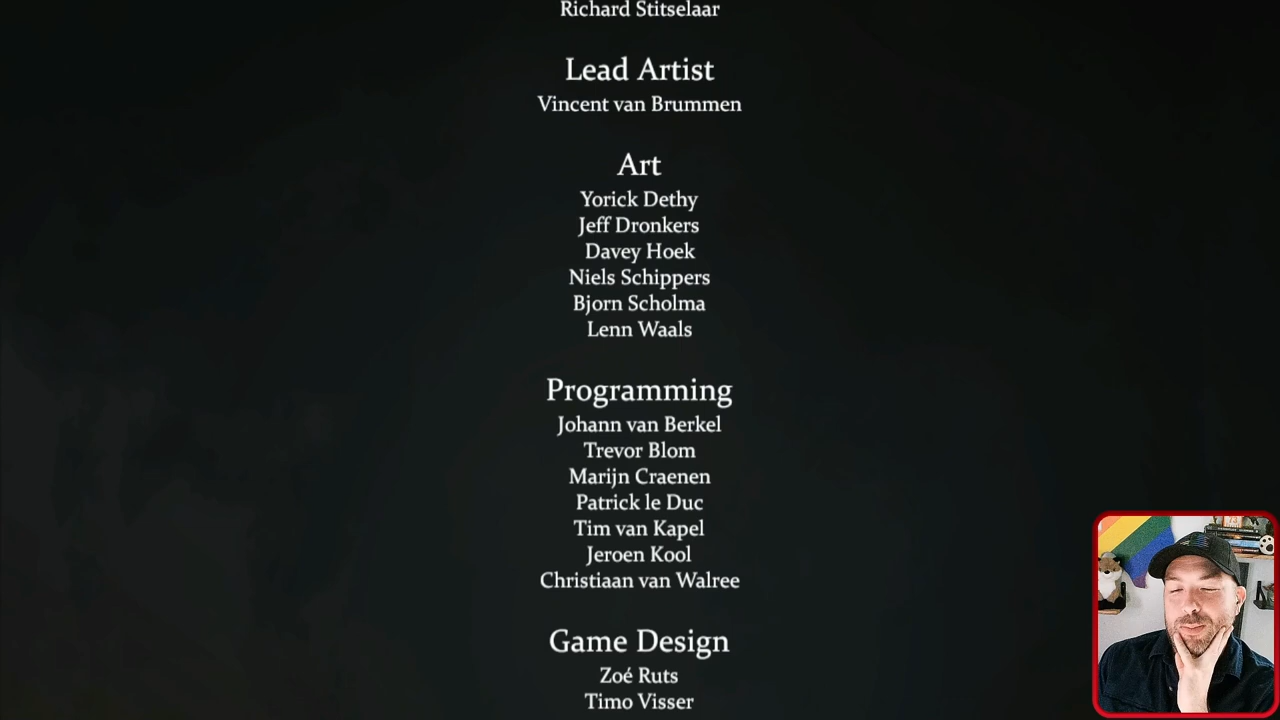 Richard Stitselaar
Lead Artist
Vincent van Brummen
Art
Yorick Dethy
Jeff Dronkers
Davey Hoek
Niels Schippers
Bjorn Scholma
Lenn Waals
Programming
Johann van Berkel
Trevor Blom
Marijn Craenen
Patrick le Duc
Tim van Kapel
Jeroen Kool
Christiaan van Walree
Game Design
Zoé Ruts
Timo Visser